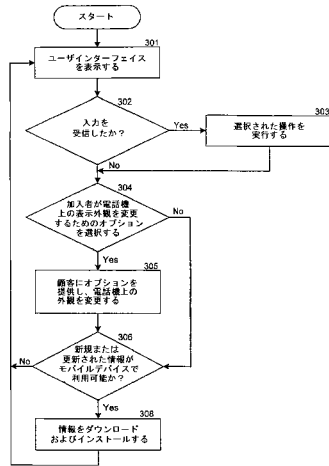 スタート
301
ユーザインターフェイス
を表示する
302
入力を
受信したか？
Yes
303
選択された操作を
実行する
No
304
加入者が電話機
上の表示外観を変更
するためのオプション
を選択する
No
Yes
305
顧客にオプションを
提供し、電話機上の
外観を変更する
306
新規または
更新された情報が
モバイルデバイスで
利用可能か？
No
Yes
308
情報をダウンロード
およびインストールする